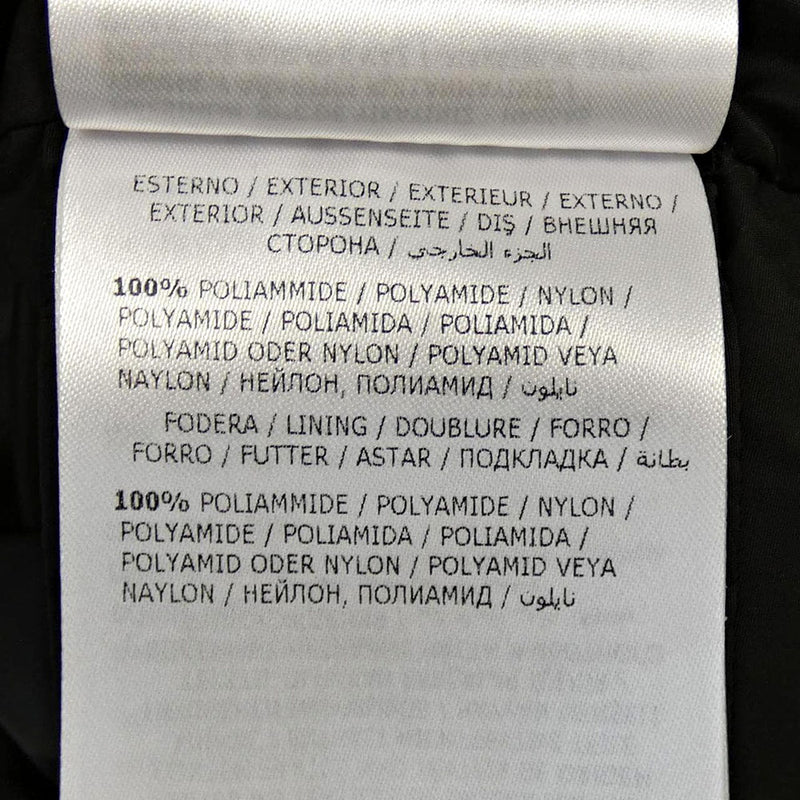 ESTERNO / EXTERIOR / EXTERIEUR / EXTERNO /
EXTERIOR / AUSSENSEITE / DIŞ / ВНЕШНЯЯ
СТОРОНА / الجزء الخارجي
100% POLIAMMIDE / POLYAMIDE / NYLON /
POLYAMIDE / POLIAMIDA / POLIAMIDA /
POLYAMID ODER NYLON / POLYAMID VEYA
NAYLON / НЕЙЛОН, ПОЛИАМИД / نايلون
FODERA / LINING / DOUBLURE / FORRO /
FORRO / FUTTER / ASTAR / ПОДКЛАДКА / بطانة
100% POLIAMMIDE / POLYAMIDE / NYLON /
POLYAMIDE / POLIAMIDA / POLIAMIDA /
POLYAMID ODER NYLON / POLYAMID VEYA
NAYLON / НЕЙЛОН, ПОЛИАМИД / نايلون